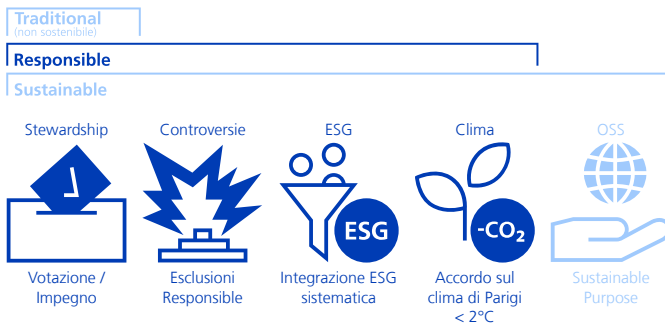 Traditional
(non sostenibile)
Responsible
Sustainable
Stewardship
Controversie
ESG
Clima
OSS
ESG
-CO₂
Votazione /
Impegno
Esclusioni
Responsible
Integrazione ESG
sistematica
Accordo sul
clima di Parigi
< 2°C
Sustainable
Purpose